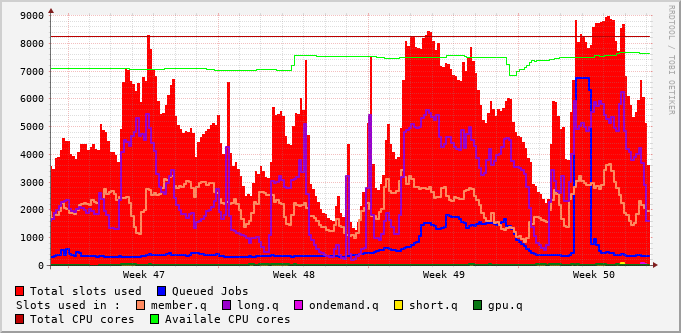 9000
8000
7000
6000
5000
4000
3000
2000
1000
0
Week 47 Week 48 Week 49 Week 50
RRDTOOL / TOBI OETIKER
Total slots used Queued Jobs
Slots used in : member.q long.q ondemand.q short.q gpu.q
Total CPU cores Availale CPU cores